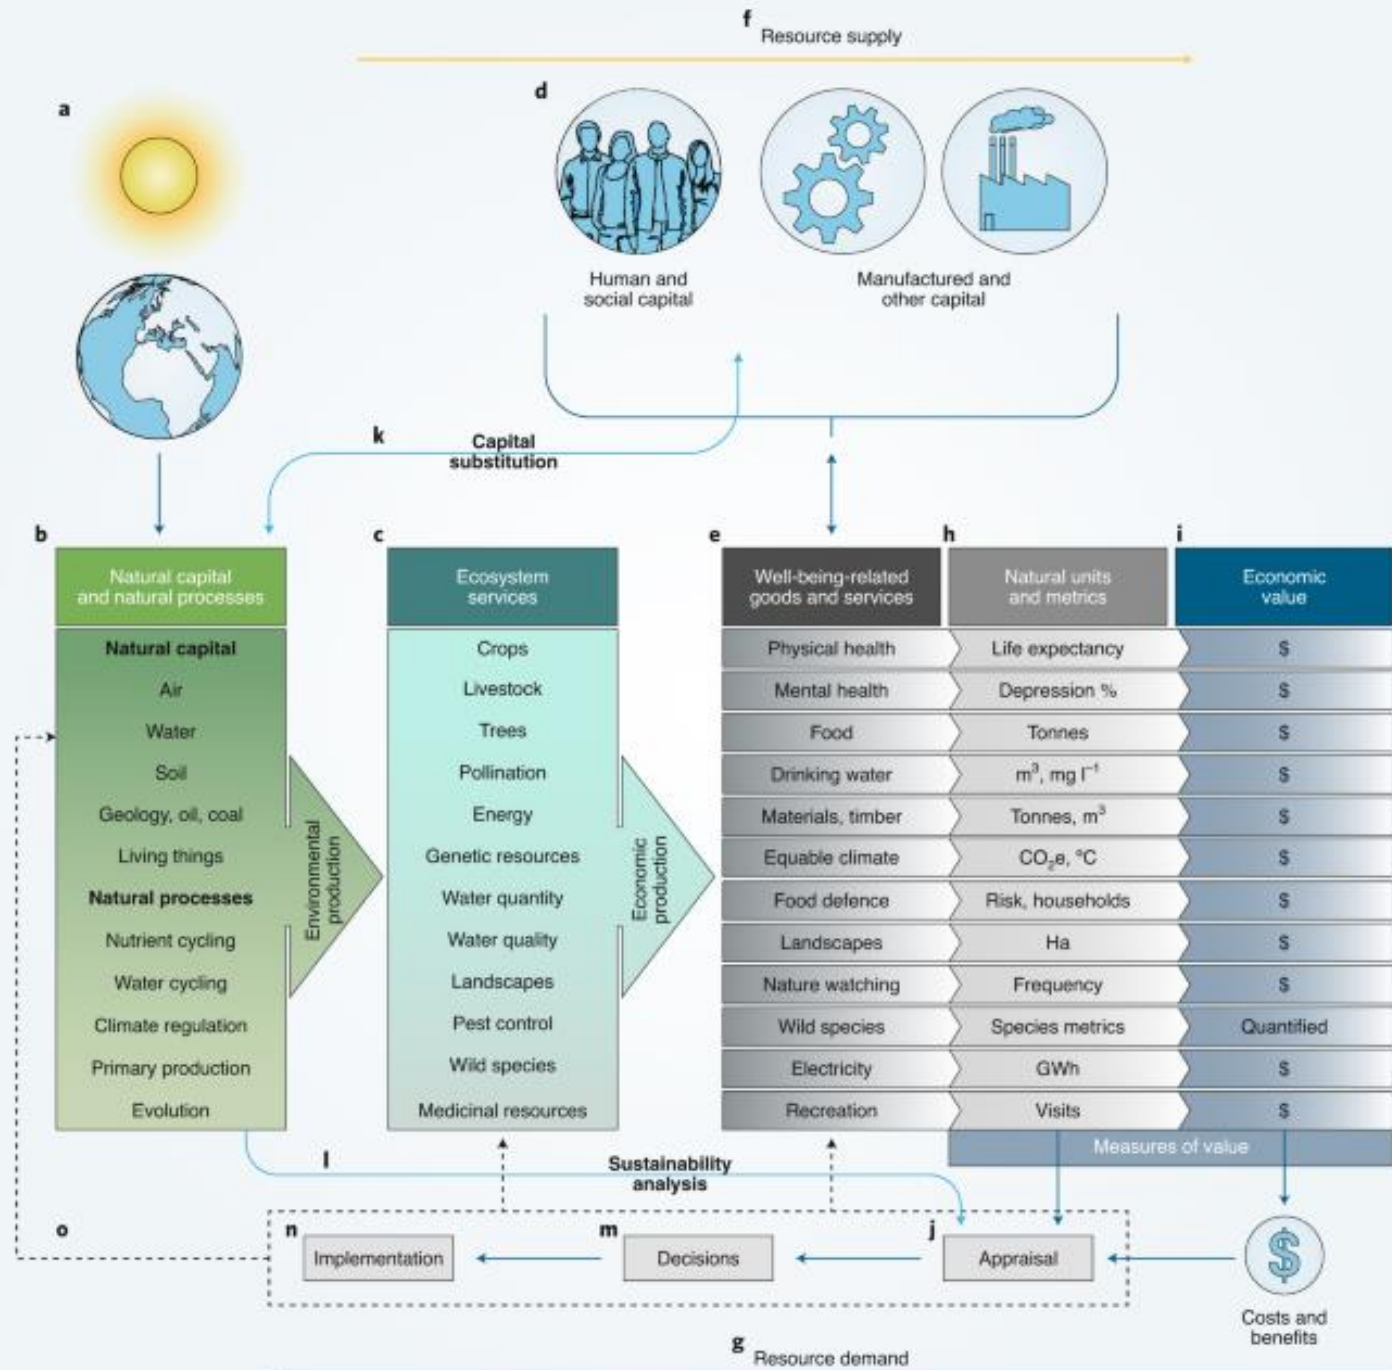 f
Resource supply
a
d
Human and
social capital
Manufactured and
other capital
k
Capital
substitution
b
Natural capital
and natural processes
Natural capital
Air
Water
Soil
Geology, oil, coal
Living things
Natural processes
Nutrient cycling
Water cycling
Climate regulation
Primary production
Evolution
Environmental
production
c
Ecosystem
services
Crops
Livestock
Trees
Pollination
Energy
Genetic resources
Water quantity
Water quality
Landscapes
Pest control
Wild species
Medicinal resources
Economic
production
e
Well-being-related
goods and services
Physical health
Mental health
Food
Drinking water
Materials, timber
Equable climate
Food defence
Landscapes
Nature watching
Wild species
Electricity
Recreation
h
Natural units
and metrics
Life expectancy
Depression %
Tonnes
m³, mg l⁻¹
Tonnes, m³
CO₂e, ºC
Risk, households
Ha
Frequency
Species metrics
GWh
Visits
i
Economic
value
$
$
$
$
$
$
$
$
$
Quantified
$
$
Measures of value
l
Sustainability
analysis
o
n
Implementation
m
Decisions
j
Appraisal
$
Costs and
benefits
g
Resource demand